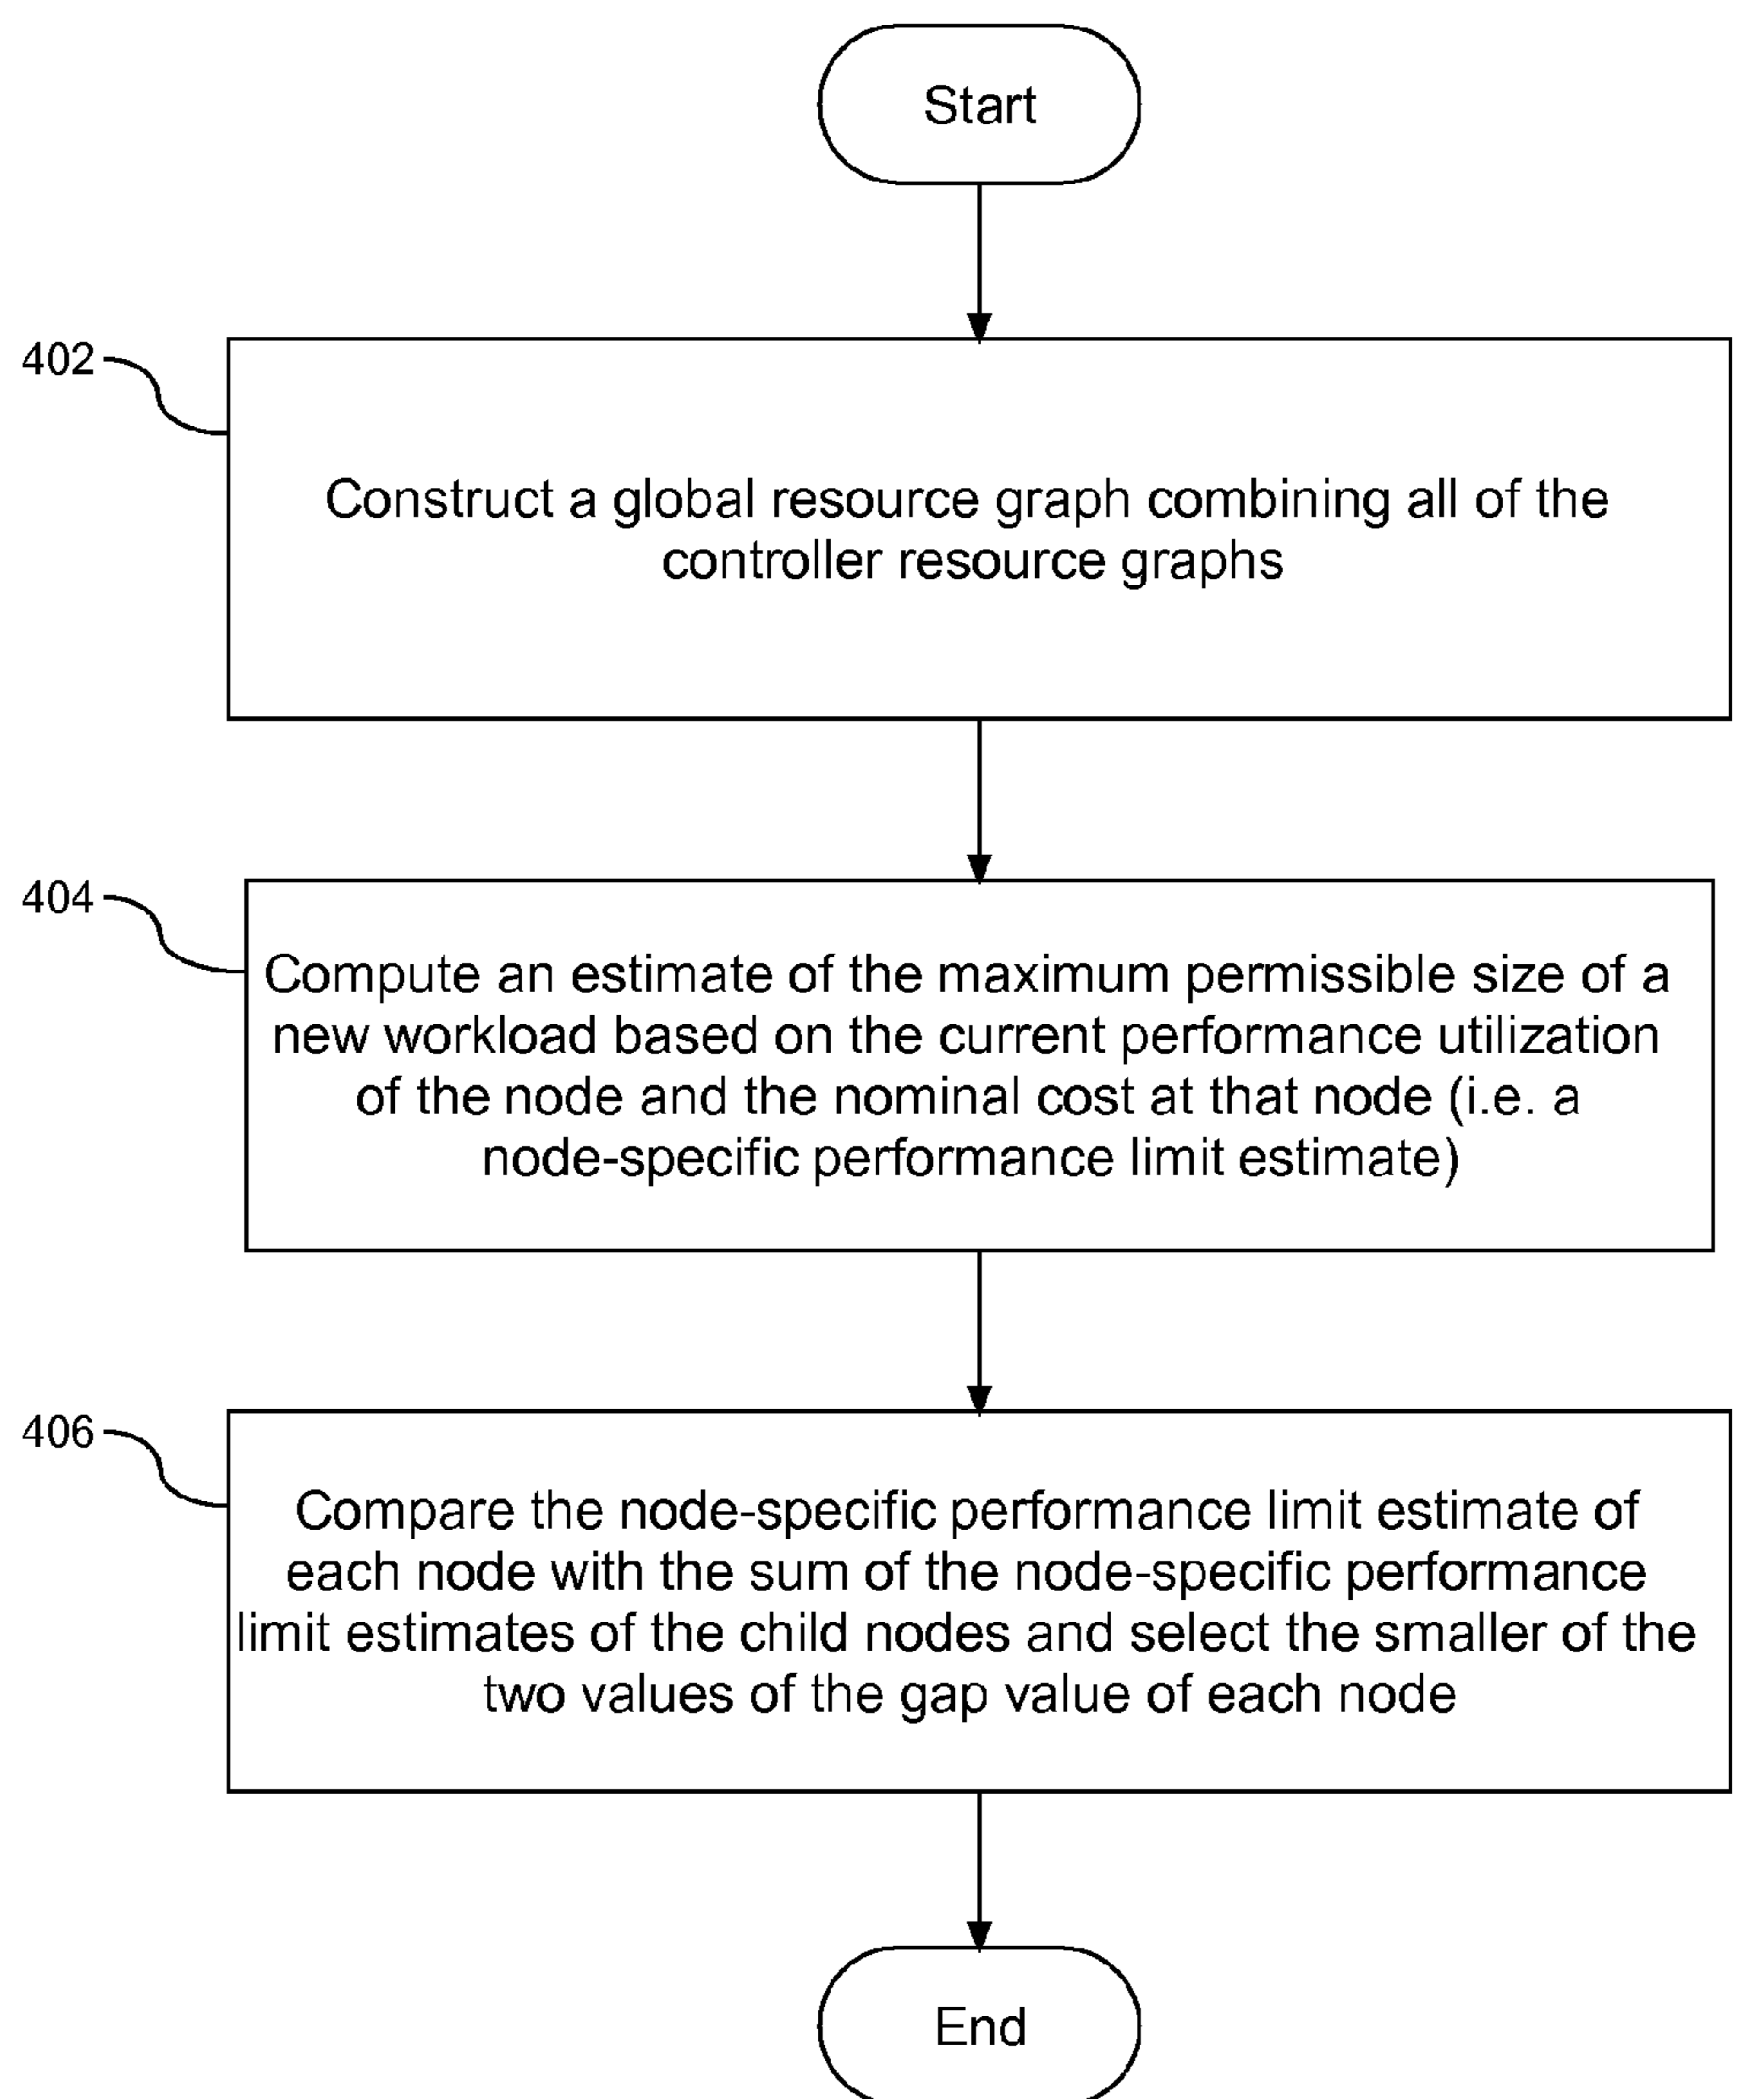 Start
402
Construct a global resource graph combining all of the
controller resource graphs
404
Compute an estimate of the maximum permissible size of a
new workload based on the current performance utilization
of the node and the nominal cost at that node (i.e. a
node-specific performance limit estimate)
406
Compare the node-specific performance limit estimate of
each node with the sum of the node-specific performance
limit estimates of the child nodes and select the smaller of the
two values of the gap value of each node
End